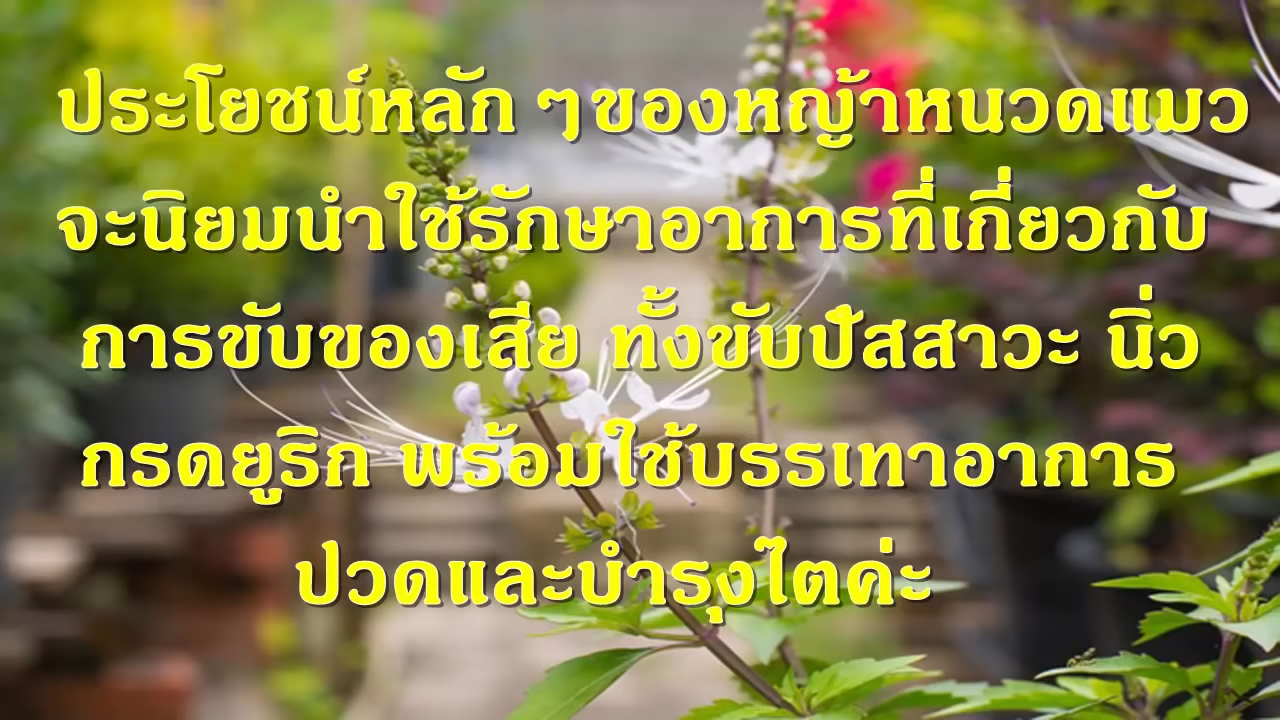 ประโยชน์หลัก ๆของหญ้าหนวดแมว
จะนิยมนำใช้รักษาอาการที่เกี่ยวกับ
การขับของเสีย ทั้งขับปัสสาวะ นิ่ว
กรดยูริก พร้อมใช้บรรเทาอาการ
ปวดและบำรุงไตค่ะ